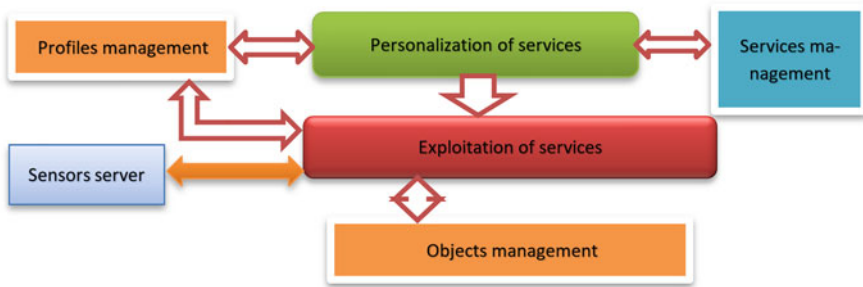 Profiles management
Personalization of services
Services ma-
nagement
Exploitation of services
Sensors server
Objects management